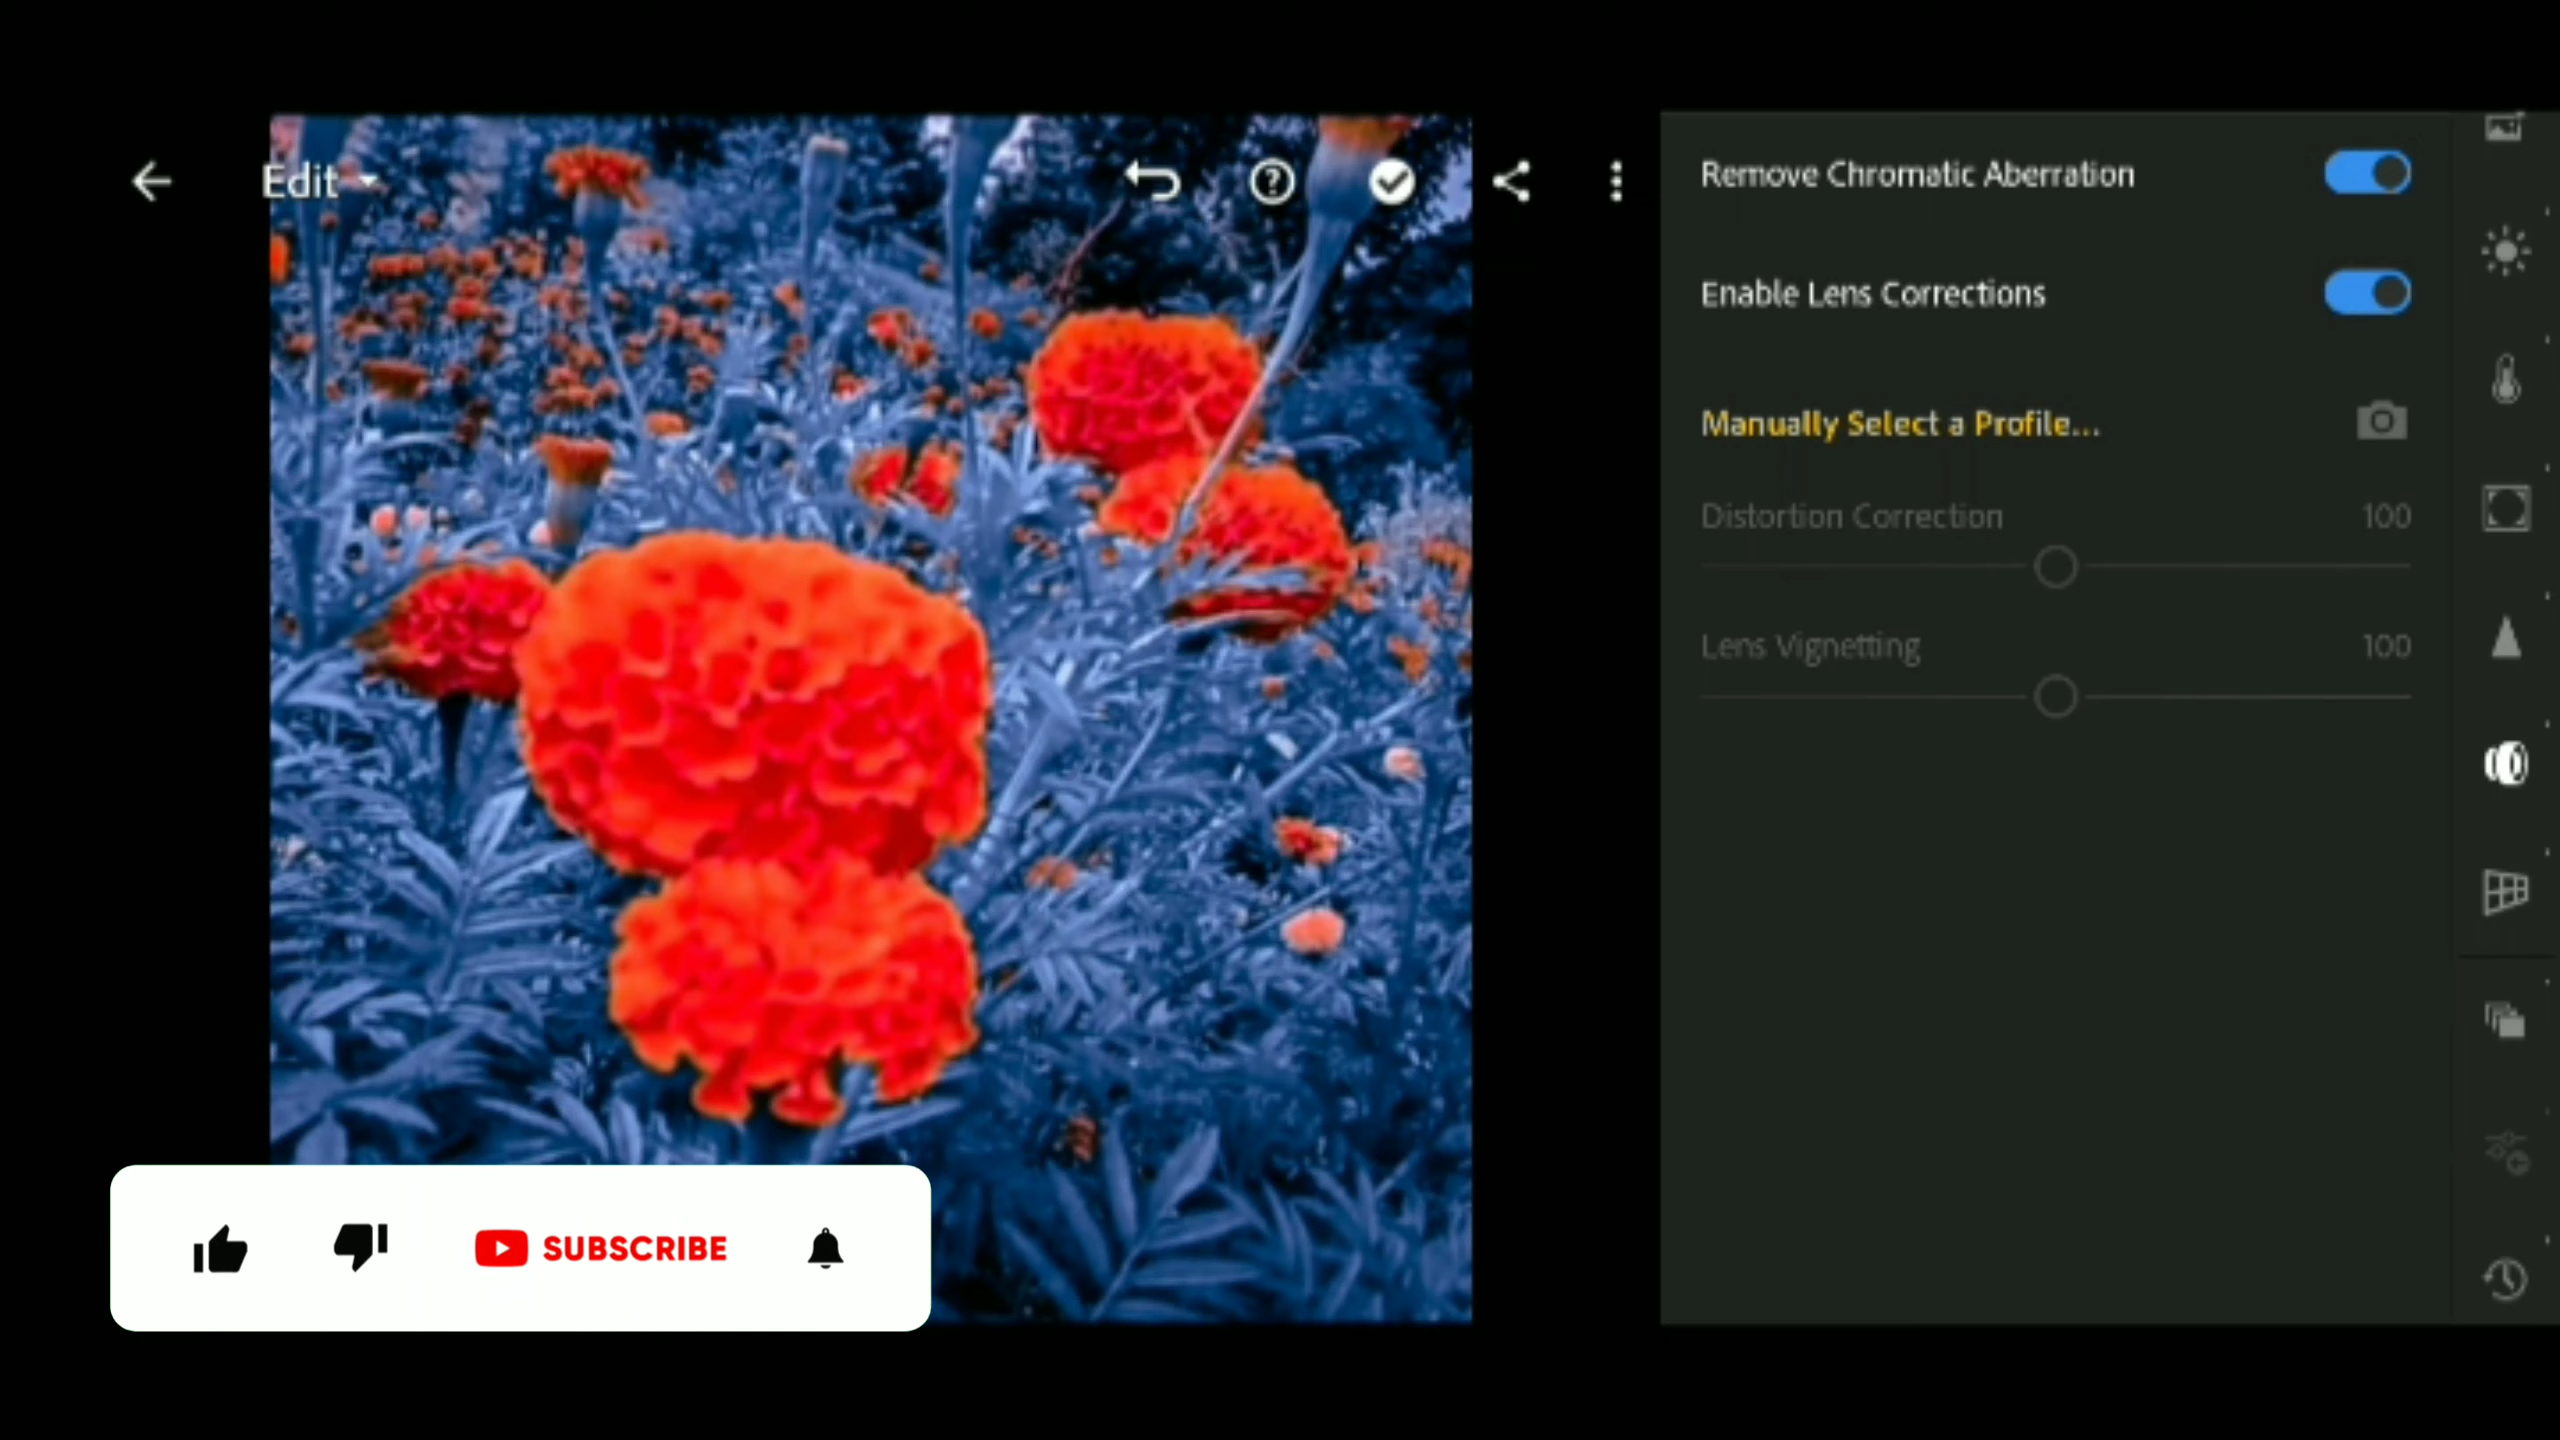 Edit
Remove Chromatic Aberration
Enable Lens Corrections
Manually Select a Profile...
Distortion Correction 100
Lens Vignetting 100
SUBSCRIBE